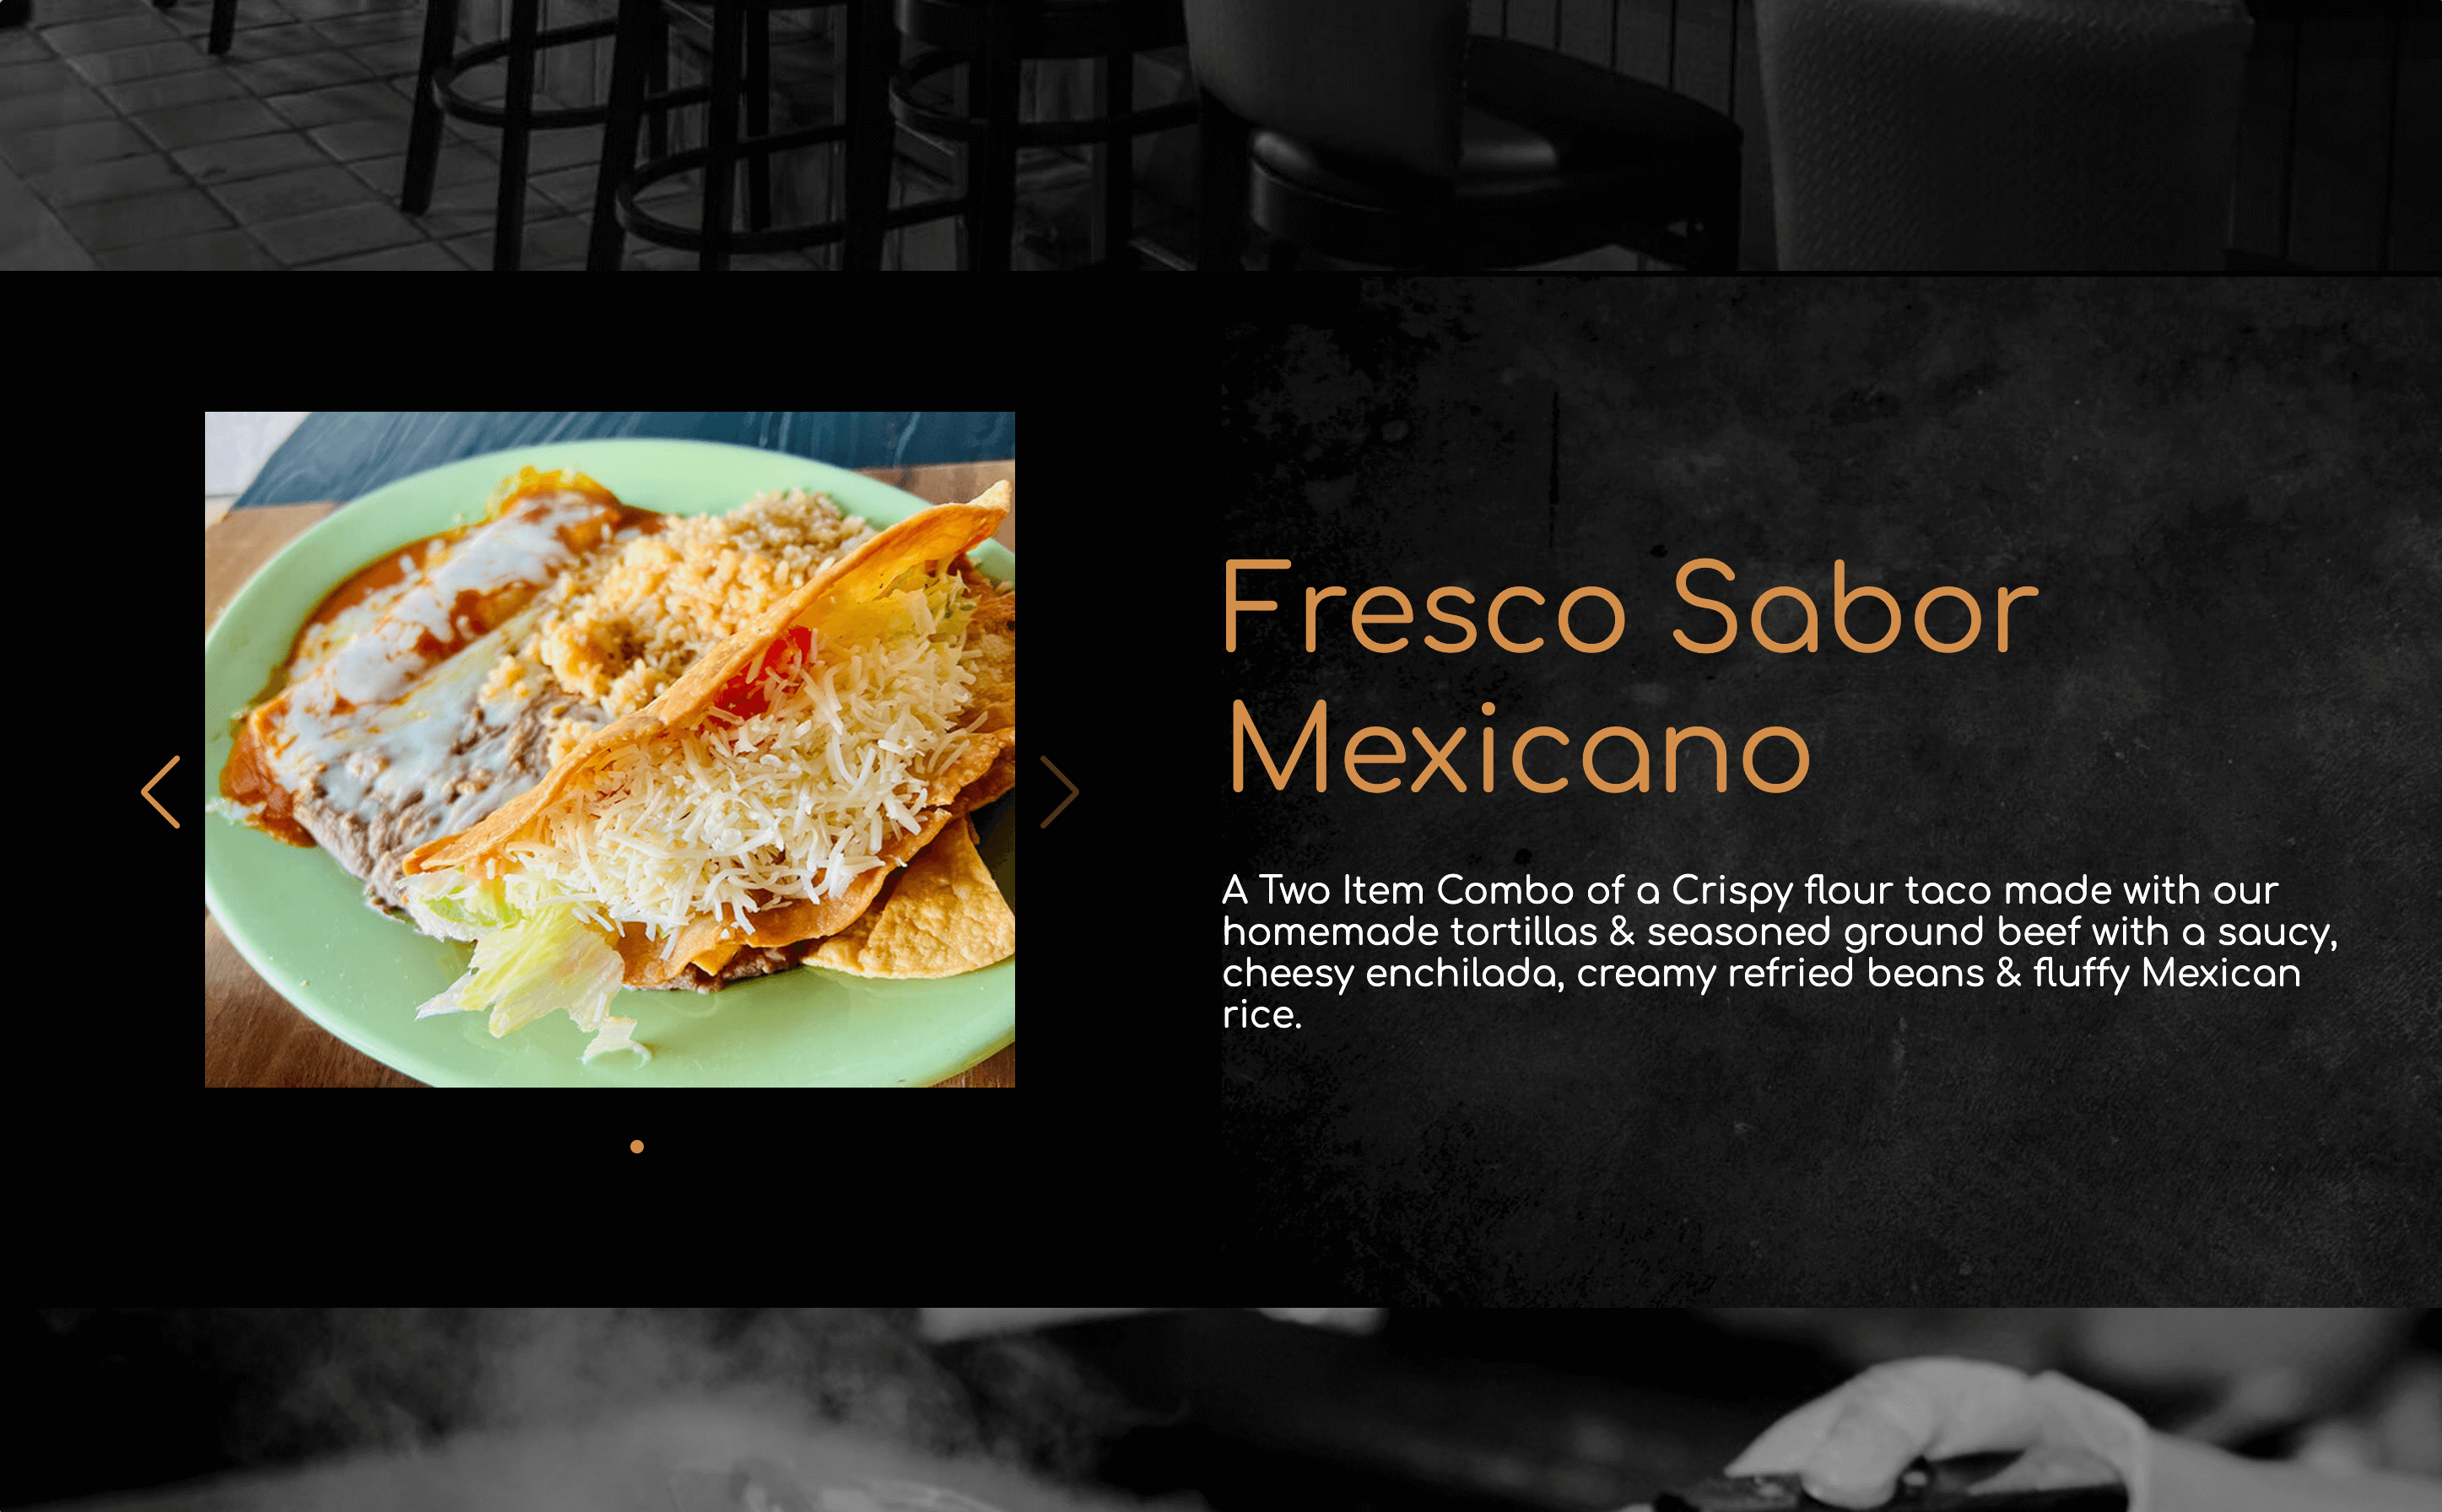 Fresco Sabor
Mexicano
A Two Item Combo of a Crispy flour taco made with our
homemade tortillas & seasoned ground beef with a saucy,
cheesy enchilada, creamy refried beans & fluffy Mexican
rice.